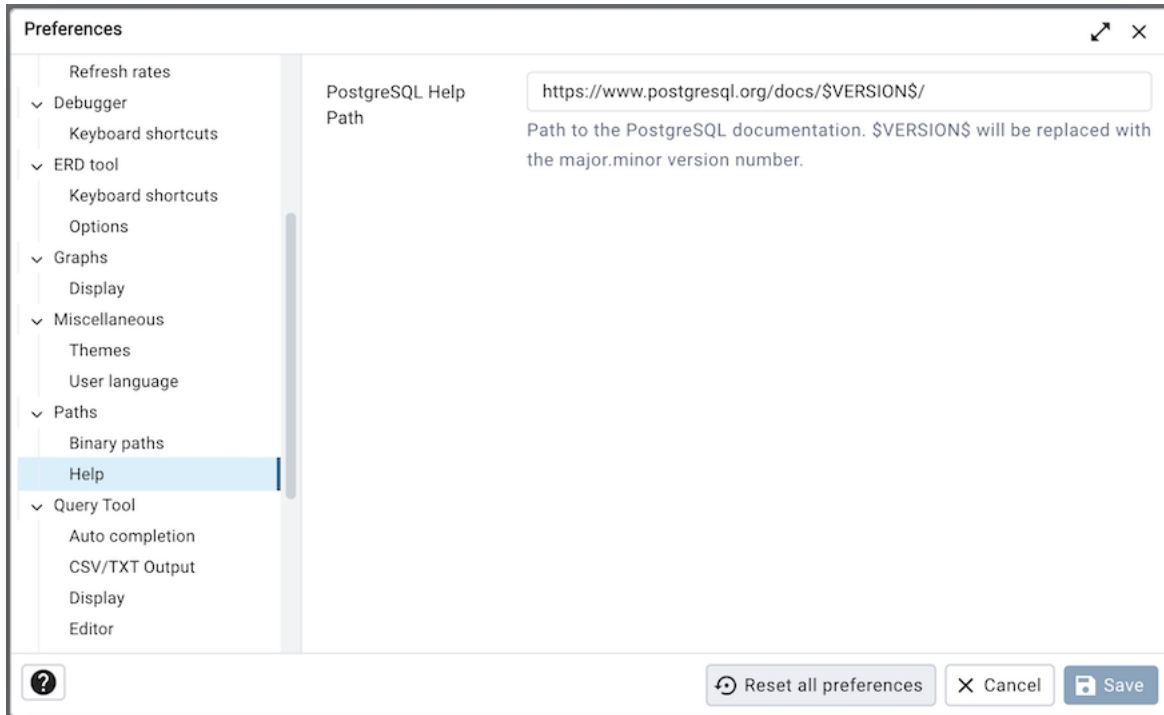 Preferences
Refresh rates
Debugger
Keyboard shortcuts
ERD tool
Keyboard shortcuts
Options
Graphs
Display
Miscellaneous
Themes
User language
Paths
Binary paths
Help
Query Tool
Auto completion
CSV/TXT Output
Display
Editor
PostgreSQL Help
Path
https://www.postgresql.org/docs/$VERSION$/
Path to the PostgreSQL documentation. $VERSION$ will be replaced with
the major.minor version number.
?
Reset all preferences
Cancel
Save